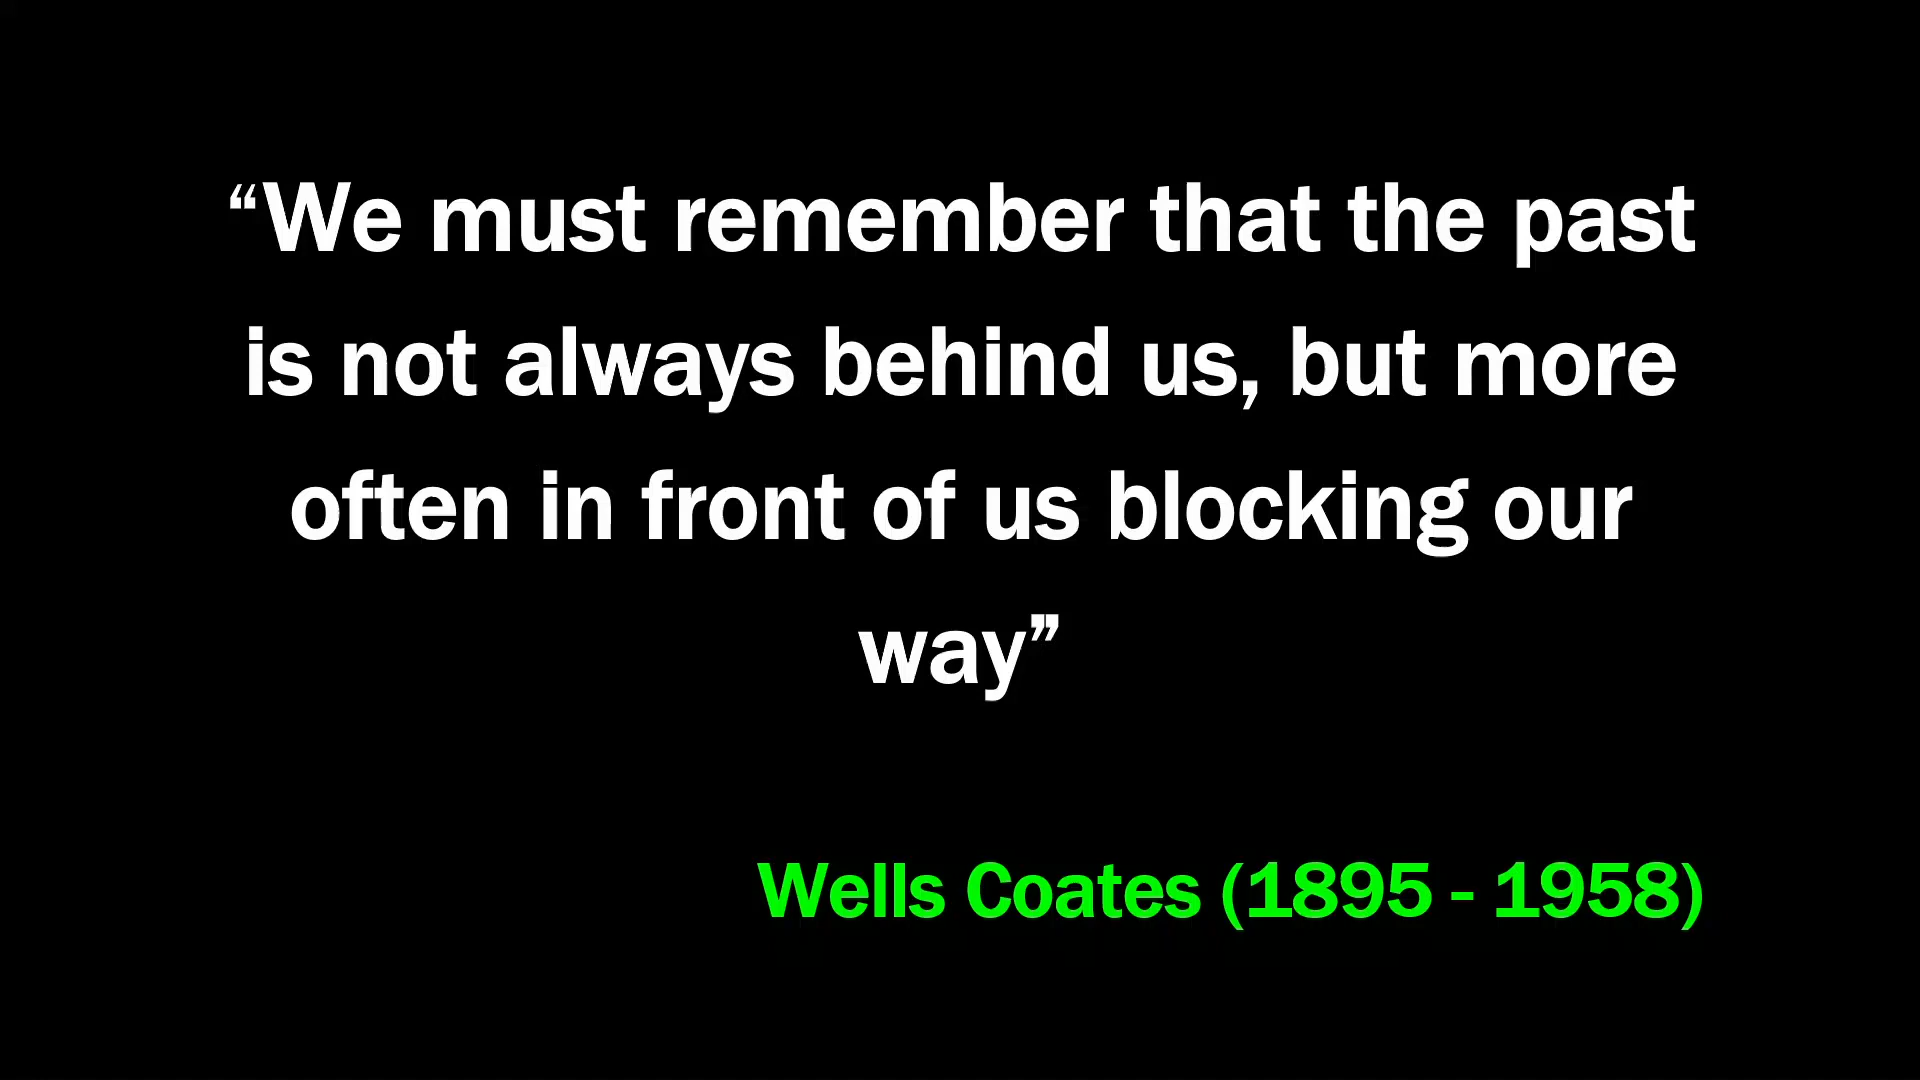 “We must remember that the past
is not always behind us, but more
often in front of us blocking our
way”
Wells Coates (1895 - 1958)